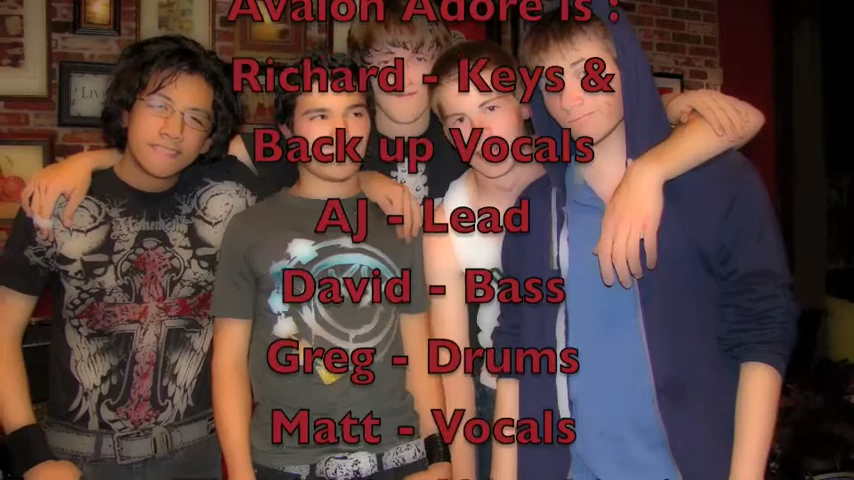 Avalon Adore is :
Richard - Keys &
Back up Vocals
AJ - Lead
David - Bass
Greg - Drums
Matt - Vocals